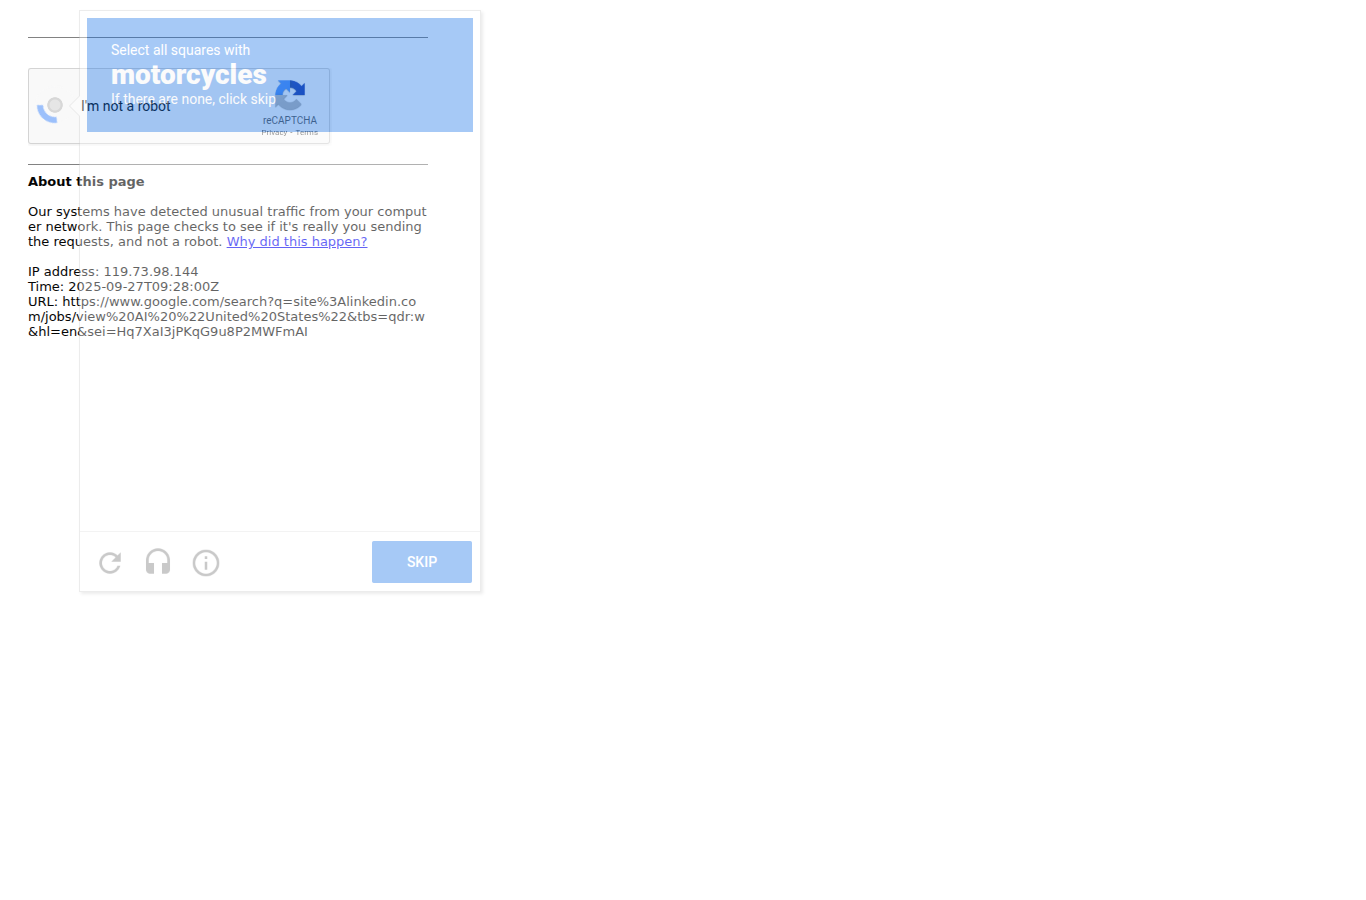 Select all squares with
motorcycles
If there are none, click skip
I'm not a robot
reCAPTCHA
Privacy - Terms
About this page
Our systems have detected unusual traffic from your comput
er network. This page checks to see if it's really you sending
the requests, and not a robot. Why did this happen?
IP address: 119.73.98.144
Time: 2025-09-27T09:28:00Z
URL: https://www.google.com/search?q=site%3Alinkedin.co
m/jobs/view%20AI%20%22United%20States%22&tbs=qdr:w
&hl=en&sei=Hq7XaI3jPKqG9u8P2MWFmAI
SKIP